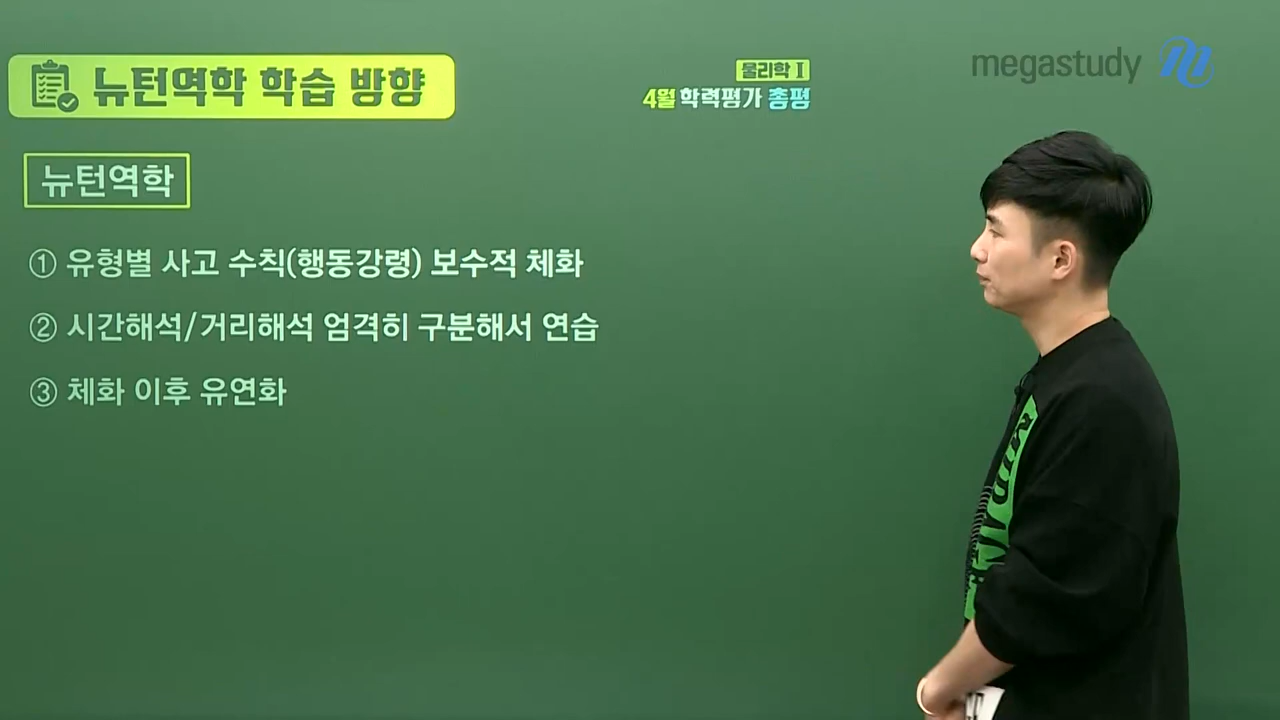 뉴턴역학 학습 방향
물리학 I
4월 학력평가 총평
megastudy
뉴턴역학
① 유형별 사고 수칙(행동강령) 보수적 체화
② 시간해석/거리해석 엄격히 구분해서 연습
③ 체화 이후 유연화